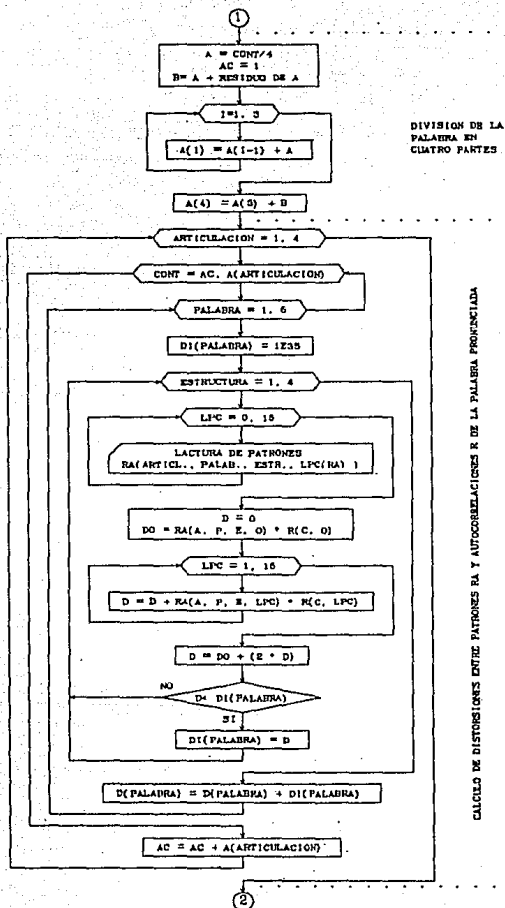 1
A = CONT/4
AC = 1
B= A + RESIDUO DE A
I=1, 3
A(1) = A(I-1) + A
DIVISION DE LA
PALABRA EN
CUATRO PARTES
A(4) = A(3) + B
ARTICULACION = 1, 4
CONT = AC, A(ARTICULACION)
PALABRA = 1, 6
DI(PALABRA) = 1E35
ESTRUCTURA = 1, 4
LPC = 0, 15
LACTURA DE PATRONES
RA(ARTICL., PALAB., ESTR., LPC(RA) )
D = 0
DO = RA(A, P, E, 0) * R(C, 0)
LPC = 1, 15
D = D + RA(A, P, E, LPC) * R(C, LPC)
D = DO + (2 * D)
NO
D< DI(PALABRA)
SI
DI(PALABRA) = D
D(PALABRA) = D(PALABRA) + DI(PALABRA)
AC = AC + A(ARTICULACION)
2
CALCULO DE DISTORSIONES ENTRE PATRONES RA Y AUTOCORRELACIONES R DE LA PALABRA PRONUNCIADA